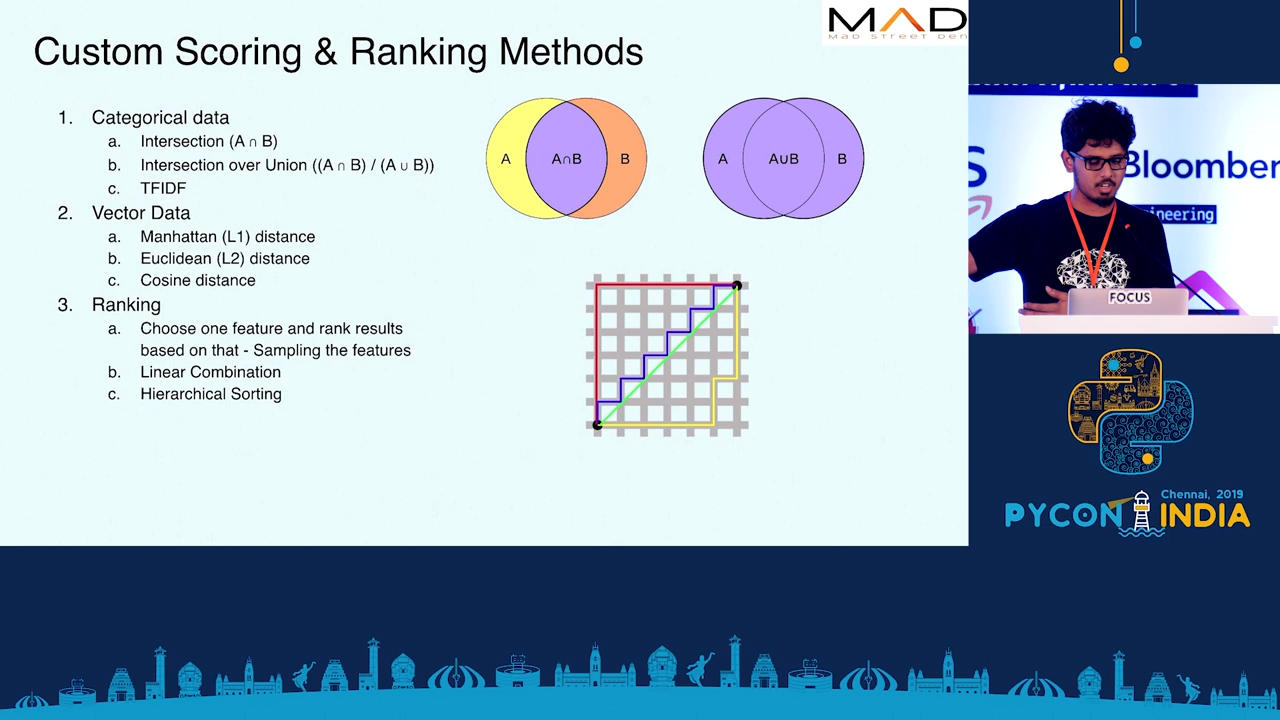 MAD
MAD STREET DEN
Custom Scoring & Ranking Methods
1. Categorical data
a. Intersection (A ∩ B)
b. Intersection over Union ((A ∩ B) / (A ∪ B))
c. TFIDF
2. Vector Data
a. Manhattan (L1) distance
b. Euclidean (L2) distance
c. Cosine distance
3. Ranking
a. Choose one feature and rank results
based on that - Sampling the features
b. Linear Combination
c. Hierarchical Sorting
A A∩B B
A A∪B B
S Bloomber
ineering
FOCUS
Chennai, 2019
PYCON INDIA